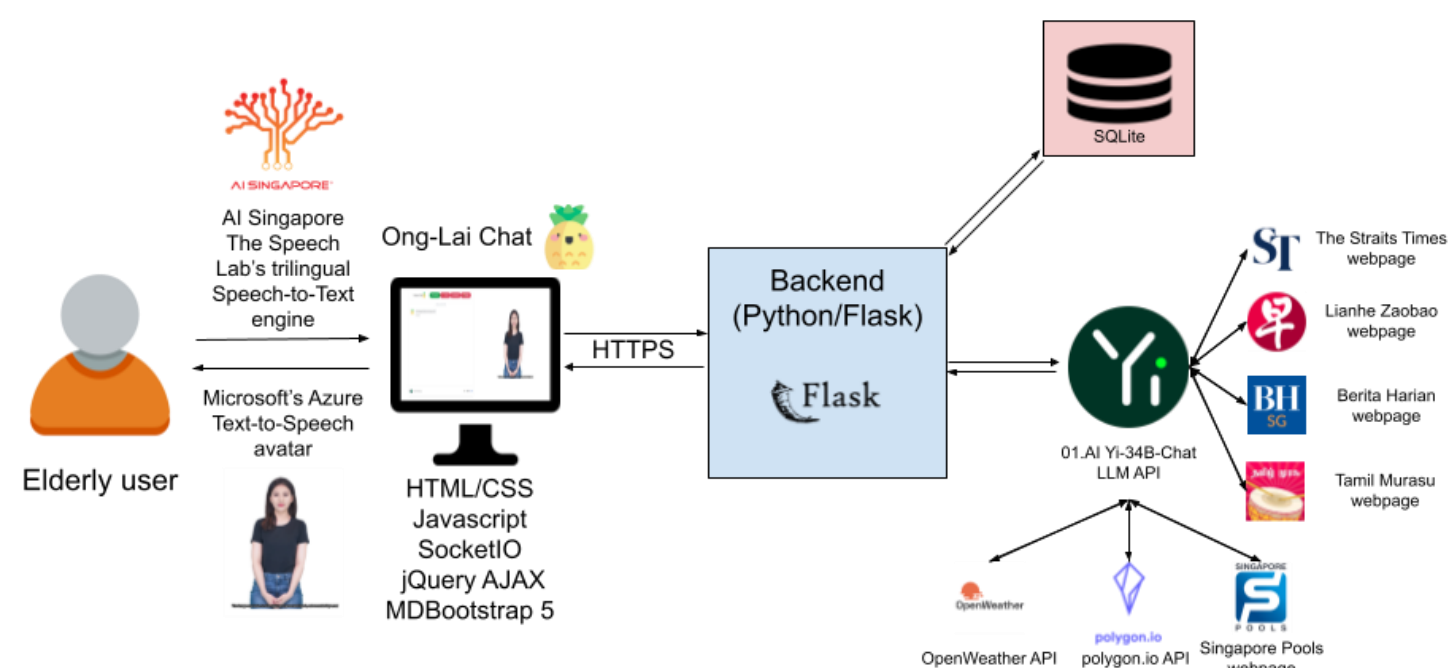 SQLite
AI SINGAPORE
AI Singapore
The Speech
Lab's trilingual
Speech-to-Text
engine
Ong-Lai Chat
Backend
(Python/Flask)
Flask
HTTPS
Microsoft's Azure
Text-to-Speech
avatar
Elderly user
HTML/CSS
Javascript
SocketIO
jQuery AJAX
MDBootstrap 5
Yi
01.AI Yi-34B-Chat
LLM API
ST
The Straits Times
webpage
早
Lianhe Zaobao
webpage
BH
SG
Berita Harian
webpage
Tamil Murasu
webpage
OpenWeather
OpenWeather API
polygon.io
polygon.io API
SINGAPORE
S
POOLS
Singapore Pools
webpage